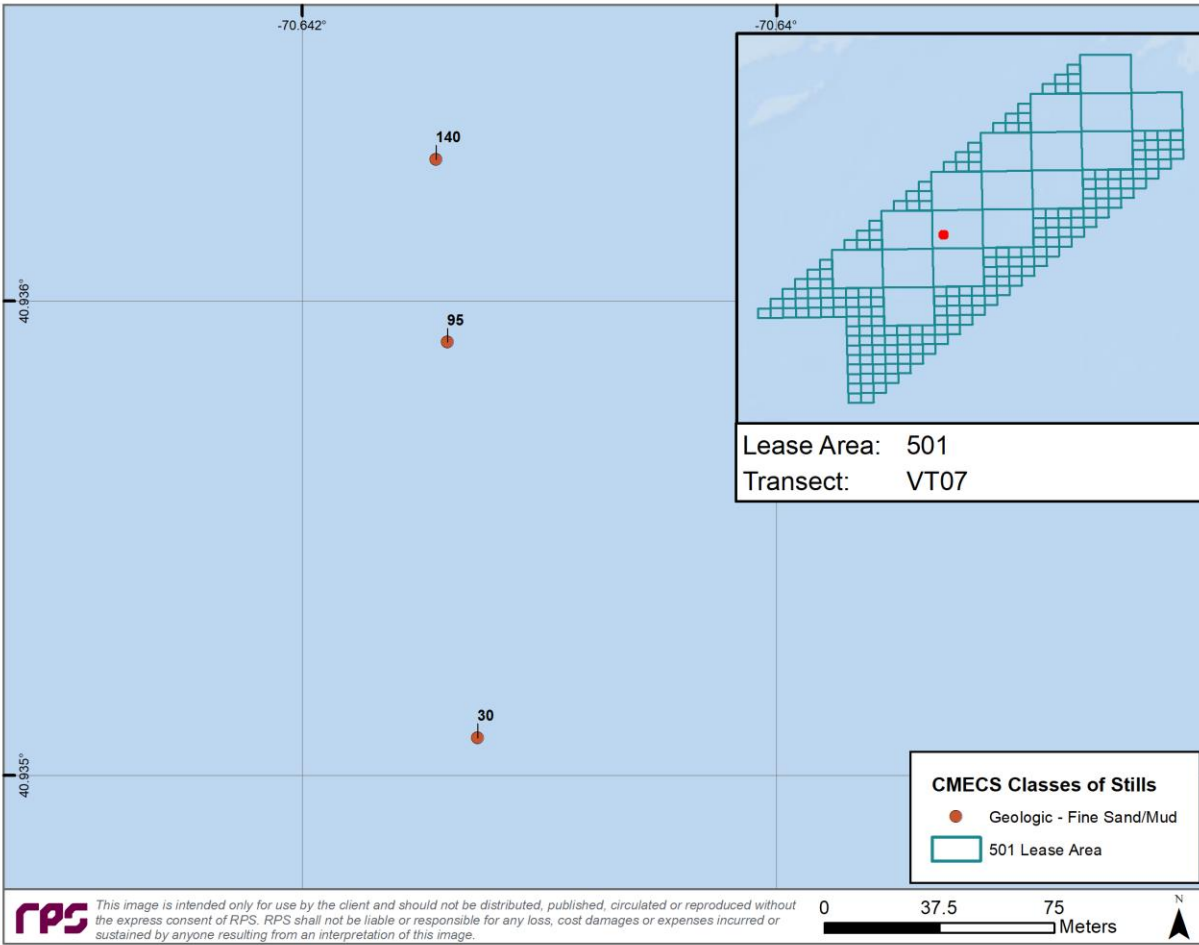 -70.642°
-70.64°
140
40.936°
95
Lease Area: 501
Transect: VT07
30
40.935°
CMECS Classes of Stills
Geologic - Fine Sand/Mud
501 Lease Area
rps
This image is intended only for use by the client and should not be distributed, published, circulated or reproduced without
the express consent of RPS. RPS shall not be liable or responsible for any loss, cost damages or expenses incurred or
sustained by anyone resulting from an interpretation of this image.
0 37.5 75
Meters
N